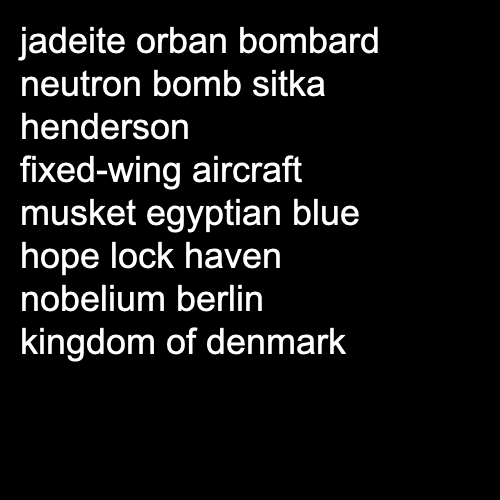 jadeite orban bombard
neutron bomb sitka
henderson
fixed-wing aircraft
musket egyptian blue
hope lock haven
nobelium berlin
kingdom of denmark